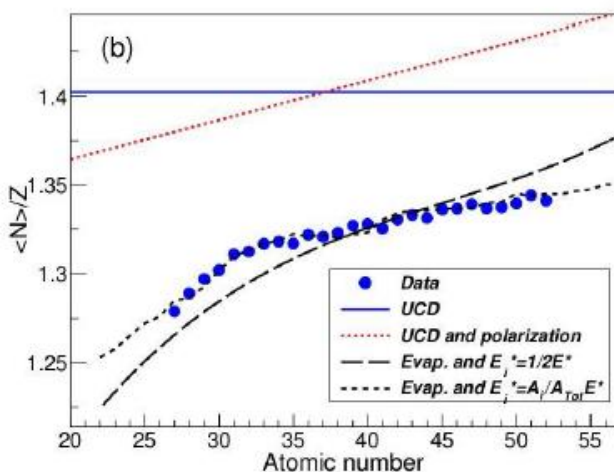 (b)
<N>/Z
1.4
1.35
1.3
1.25
Data
UCD
UCD and polarization
Evap. and E_i*=1/2E*
Evap. and E_i*=A_i/A_Tot E*
20 25 30 35 40 45 50 55
Atomic number